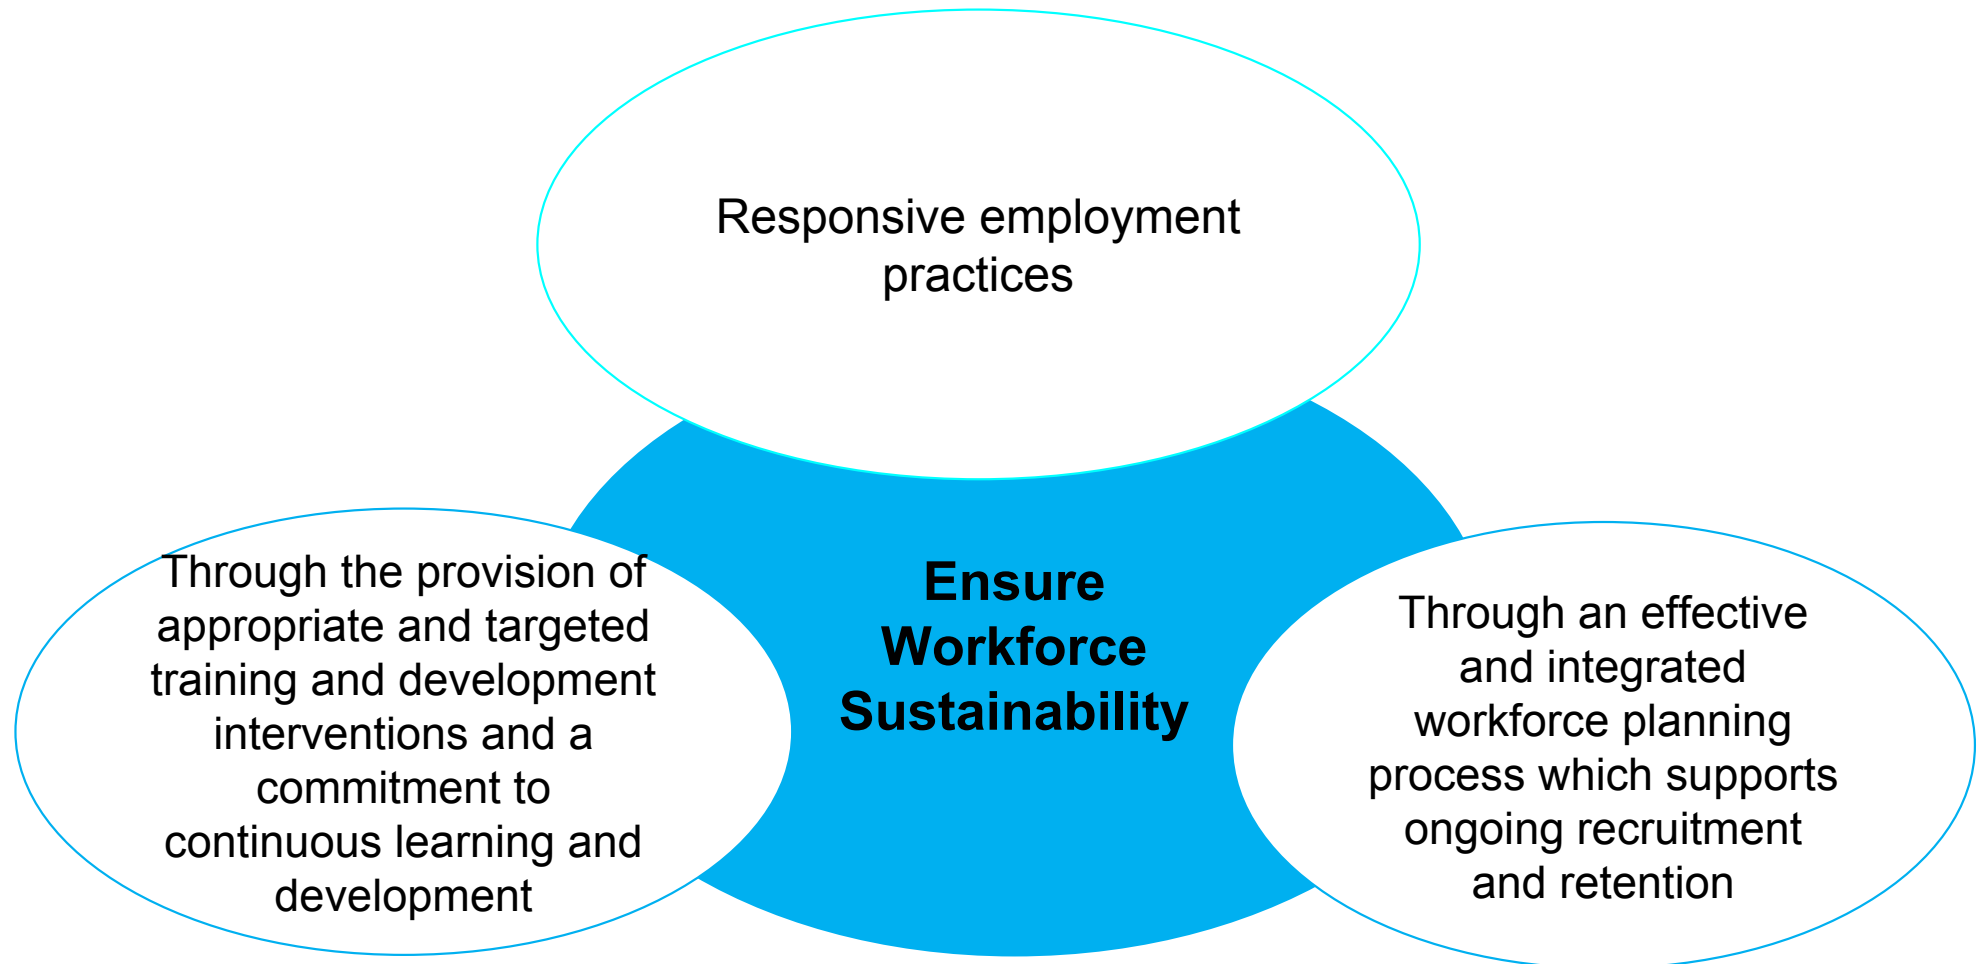 Responsive employment
practices
Through the provision of
appropriate and targeted
training and development
interventions and a
commitment to
continuous learning and
development
Ensure
Workforce
Sustainability
Through an effective
and integrated
workforce planning
process which supports
ongoing recruitment
and retention